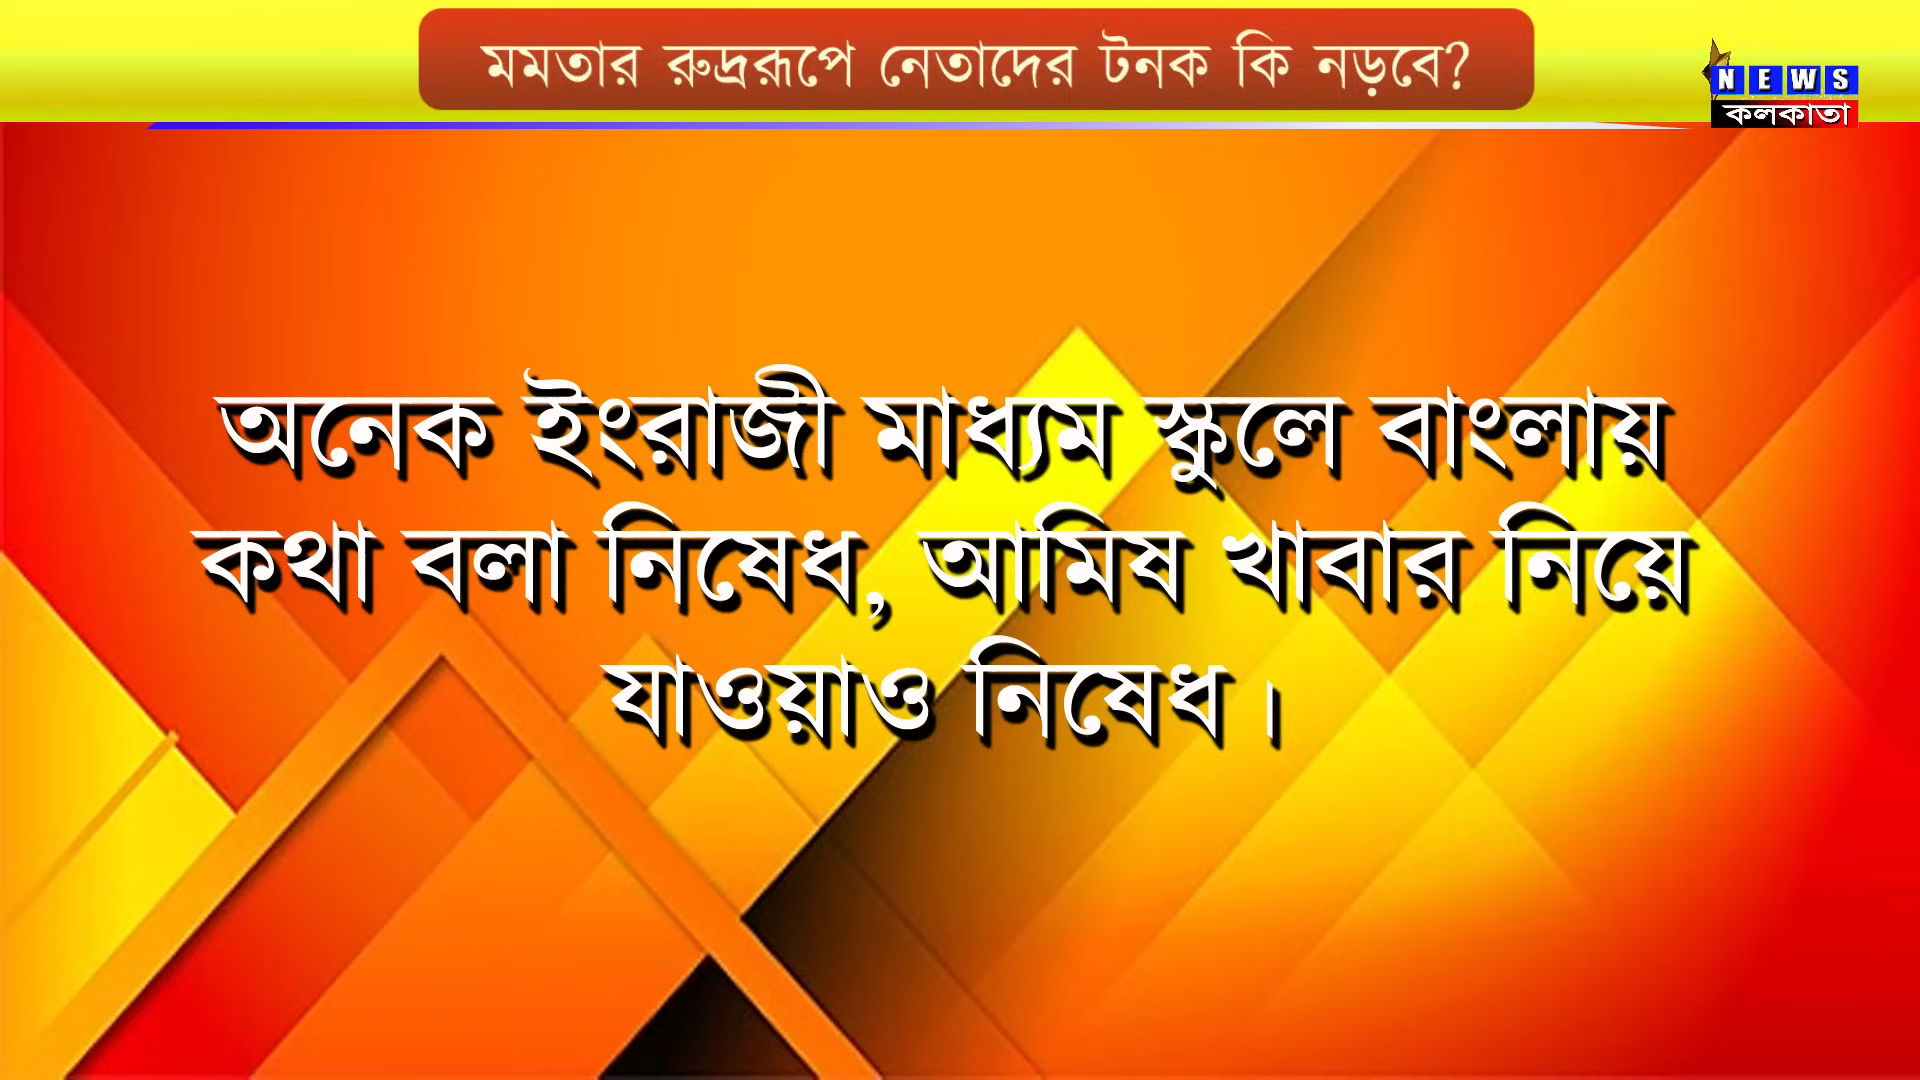 মমতার রুদ্ররূপে নেতাদের টনক কি নড়বে?
NEWS
কলকাতা
অনেক ইংরাজী মাধ্যম স্কুলে বাংলায়
কথা বলা নিষেধ, আমিষ খাবার নিয়ে
যাওয়াও নিষেধ।